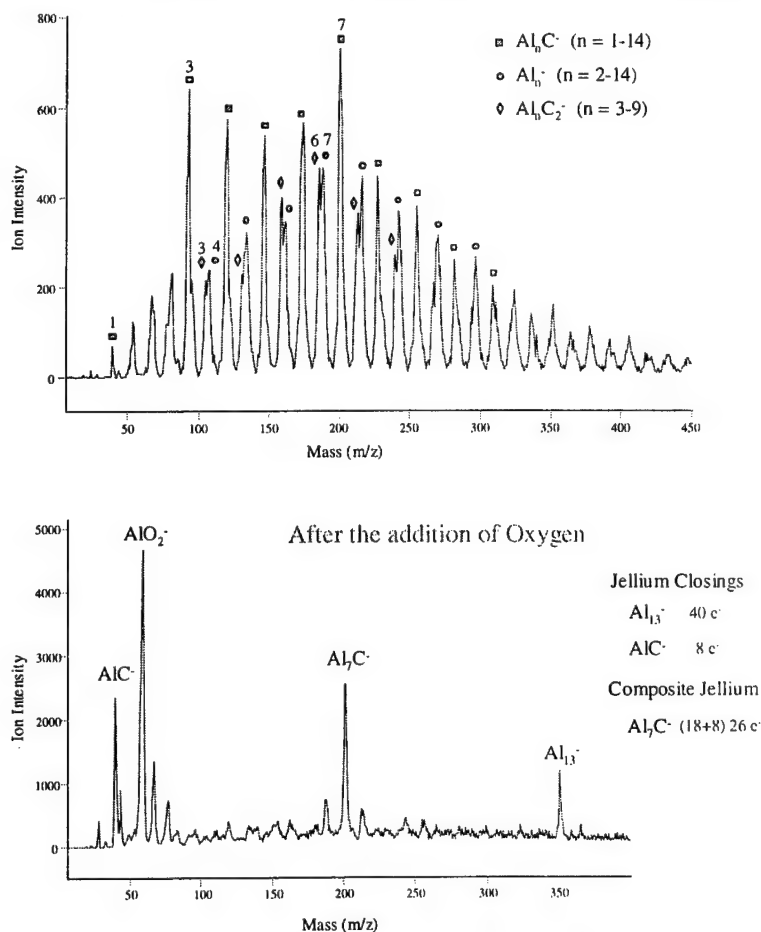 800
600
400
200
0
Ion Intensity
7
3
6 7
3
4
1
AlₙC⁻ (n = 1-14)
Alₙ⁻ (n = 2-14)
AlₙC₂⁻ (n = 3-9)
50 100 150 200 250 300 350 400 450
Mass (m/z)
After the addition of Oxygen
5000
4000
3000
2000
1000
0
Ion Intensity
AlO₂⁻
AlC⁻
Al₇C⁻
Al₁₃⁻
Jellium Closings
Al₁₃⁻ 40 e⁻
AlC⁻ 8 e⁻
Composite Jellium
Al₇C⁻ (18+8) 26 e⁻
50 100 150 200 250 300 350
Mass (m/z)